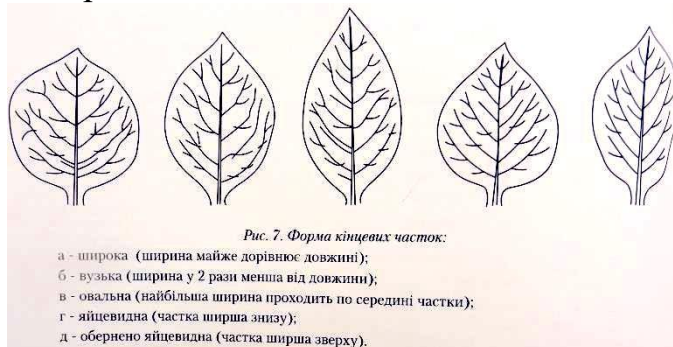 Рис. 7. Форма кінцевих часток:
а - широка (ширина майже дорівнює довжині);
б - вузька (ширина у 2 рази менша від довжини);
в - овальна (найбільша ширина проходить по середині частки);
г - яйцевидна (частка ширша знизу);
д - обернено яйцевидна (частка ширша зверху).